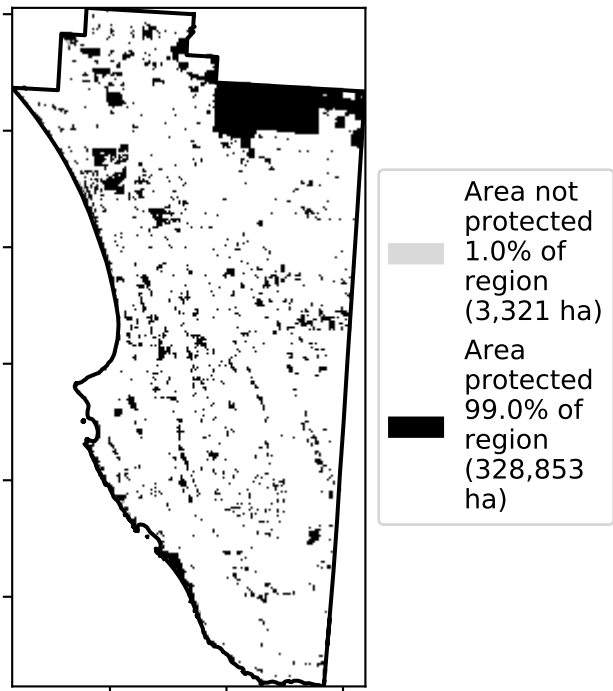 Area not
protected
1.0% of
region
(3,321 ha)
Area
protected
99.0% of
region
(328,853
ha)